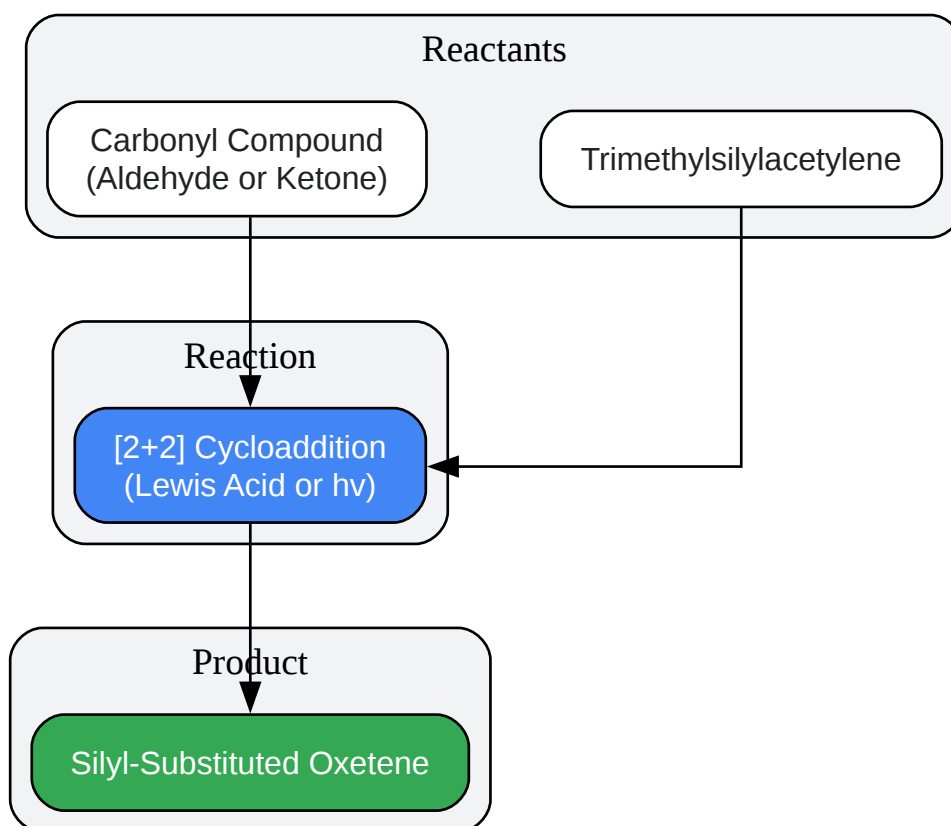 Reactants
Carbonyl Compound
(Aldehyde or Ketone)
Trimethylsilylacetylene
Reaction
[2+2] Cycloaddition
(Lewis Acid or hv)
Product
Silyl-Substituted Oxetene